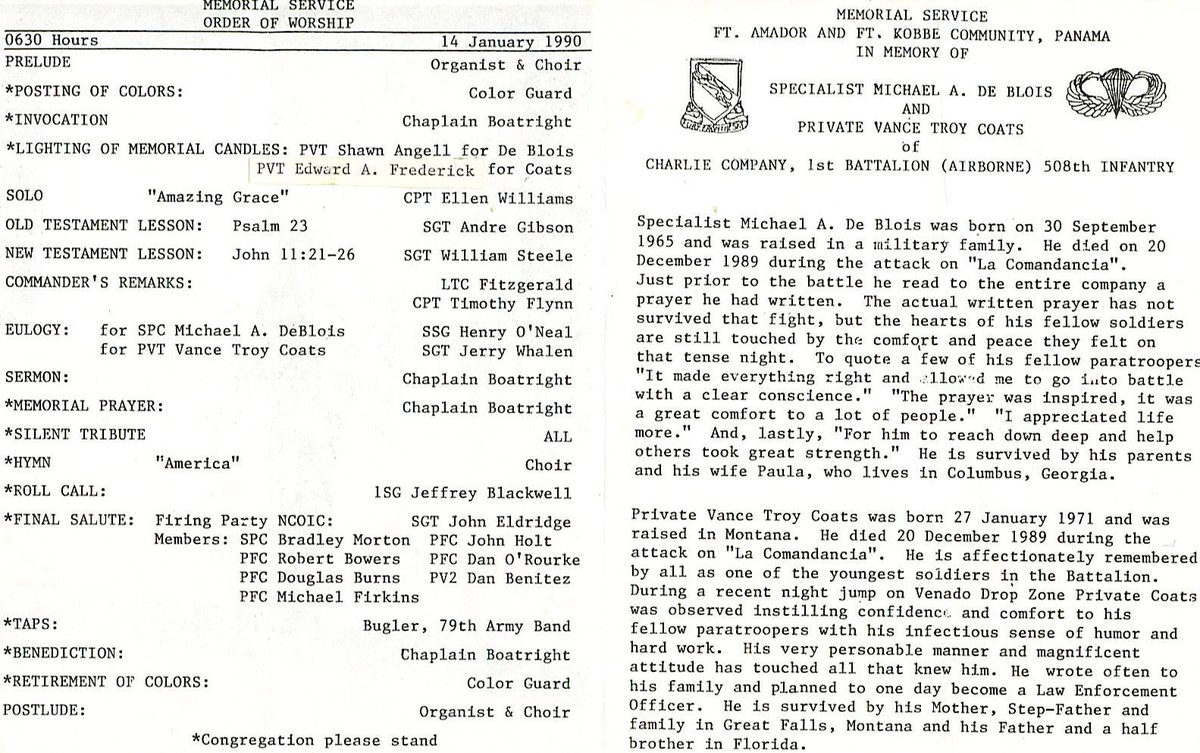 MEMORIAL SERVICE
ORDER OF WORSHIP
0630 Hours 14 January 1990
PRELUDE Organist & Choir
*POSTING OF COLORS: Color Guard
*INVOCATION Chaplain Boatright
*LIGHTING OF MEMORIAL CANDLES: PVT Shawn Angell for De Blois
PVT Edward A. Frederick for Coats
SOLO "Amazing Grace" CPT Ellen Williams
OLD TESTAMENT LESSON: Psalm 23 SGT Andre Gibson
NEW TESTAMENT LESSON: John 11:21-26 SGT William Steele
COMMANDER'S REMARKS: LTC Fitzgerald
CPT Timothy Flynn
EULOGY: for SPC Michael A. DeBlois SSG Henry O'Neal
for PVT Vance Troy Coats SGT Jerry Whalen
SERMON: Chaplain Boatright
*MEMORIAL PRAYER: Chaplain Boatright
*SILENT TRIBUTE ALL
*HYMN "America" Choir
*ROLL CALL: 1SG Jeffrey Blackwell
*FINAL SALUTE: Firing Party NCOIC: SGT John Eldridge
Members: SPC Bradley Morton PFC John Holt
PFC Robert Bowers PFC Dan O'Rourke
PFC Douglas Burns PV2 Dan Benitez
PFC Michael Firkins
*TAPS: Bugler, 79th Army Band
*BENEDICTION: Chaplain Boatright
*RETIREMENT OF COLORS: Color Guard
POSTLUDE: Organist & Choir
*Congregation please stand
MEMORIAL SERVICE
FT. AMADOR AND FT. KOBBE COMMUNITY, PANAMA
IN MEMORY OF
SPECIALIST MICHAEL A. DE BLOIS
AND
PRIVATE VANCE TROY COATS
of
CHARLIE COMPANY, 1st BATTALION (AIRBORNE) 508th INFANTRY
Specialist Michael A. De Blois was born on 30 September
1965 and was raised in a military family. He died on 20
December 1989 during the attack on "La Comandancia".
Just prior to the battle he read to the entire company a
prayer he had written. The actual written prayer has not
survived that fight, but the hearts of his fellow soldiers
are still touched by the comfort and peace they felt on
that tense night. To quote a few of his fellow paratroopers
"It made everything right and allowed me to go into battle
with a clear conscience." "The prayer was inspired, it was
a great comfort to a lot of people." "I appreciated life
more." And, lastly, "For him to reach down deep and help
others took great strength." He is survived by his parents
and his wife Paula, who lives in Columbus, Georgia.
Private Vance Troy Coats was born 27 January 1971 and was
raised in Montana. He died 20 December 1989 during the
attack on "La Comandancia". He is affectionately remembered
by all as one of the youngest soldiers in the Battalion.
During a recent night jump on Venado Drop Zone Private Coats
was observed instilling confidence and comfort to his
fellow paratroopers with his infectious sense of humor and
hard work. His very personable manner and magnificent
attitude has touched all that knew him. He wrote often to
his family and planned to one day become a Law Enforcement
Officer. He is survived by his Mother, Step-Father and
family in Great Falls, Montana and his Father and a half
brother in Florida.